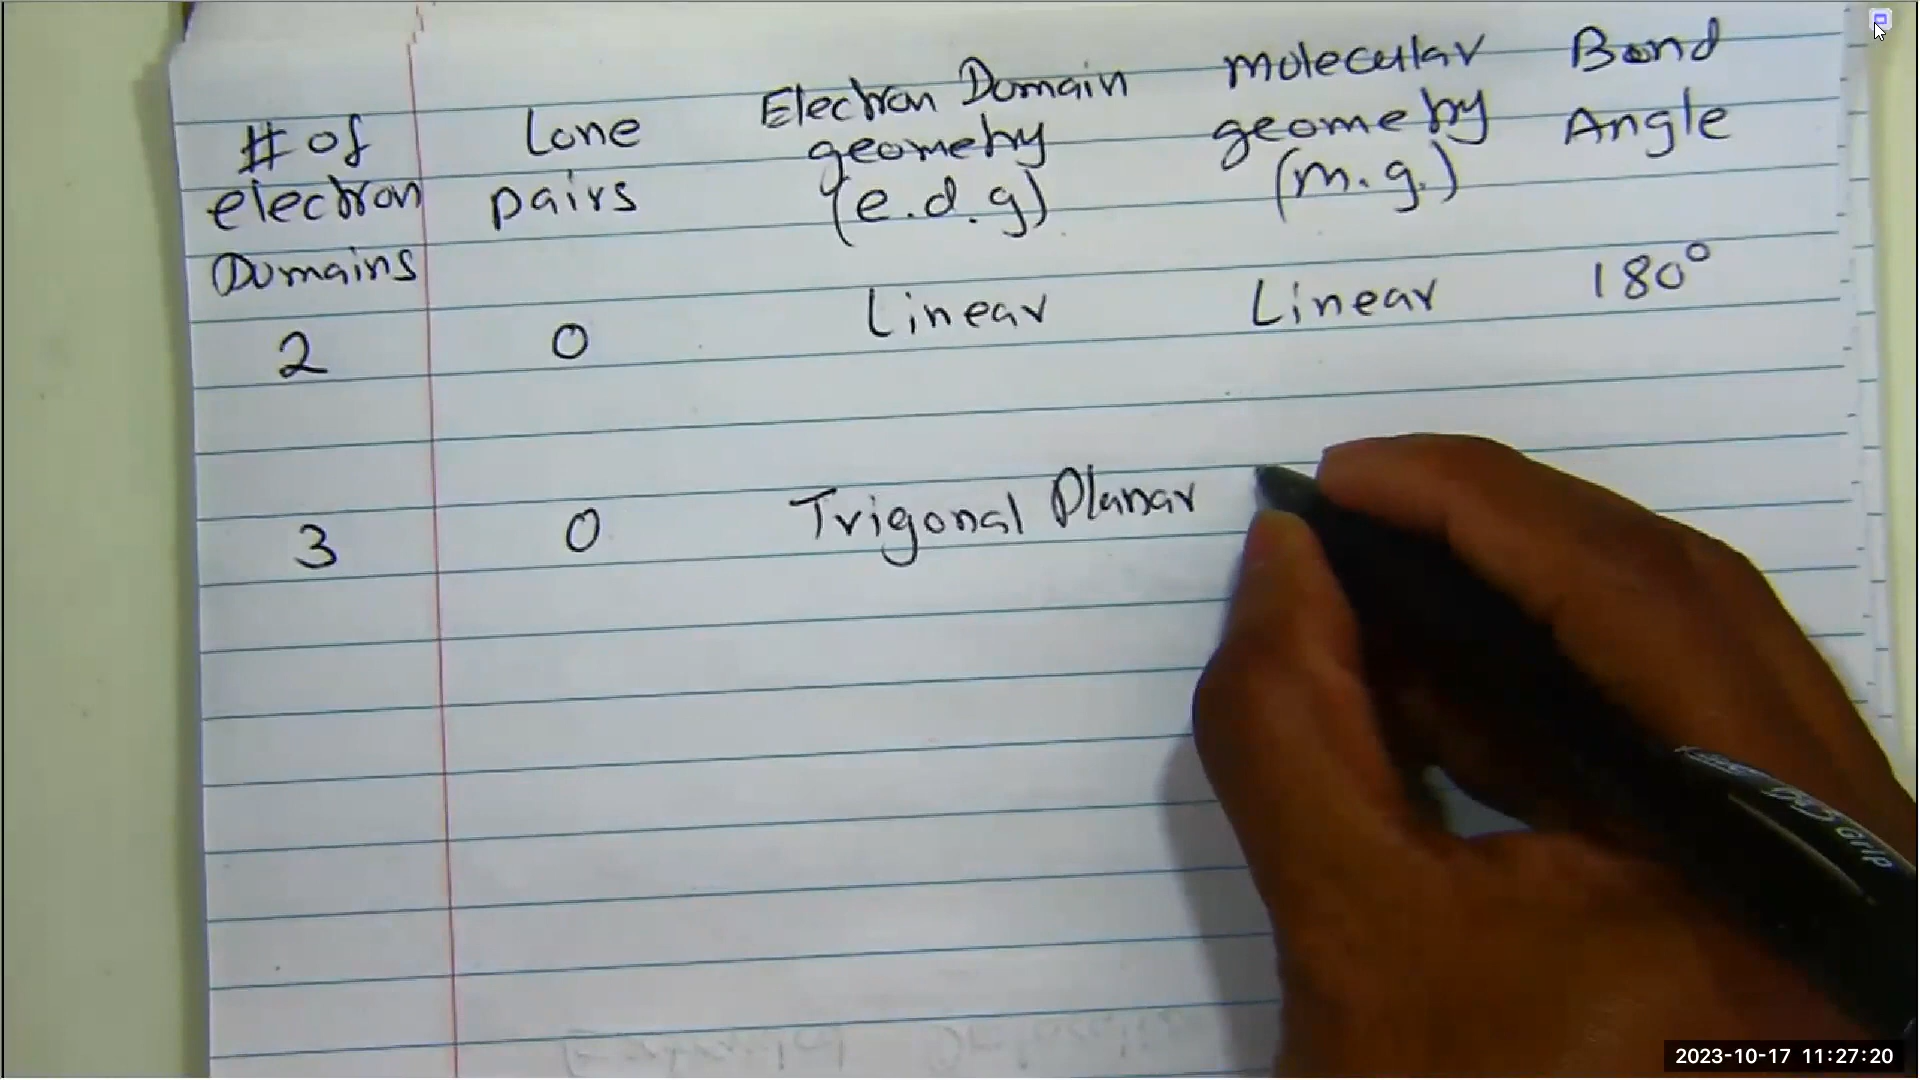 # of
electron
Domains
Lone
pairs
Electron Domain
geometry
(e.d.g)
Molecular
geometry
(m.g.)
Bond
Angle
2 0 Linear Linear 180°
3 0 Trigonal Planar
Grip
2023-10-17 11:27:20